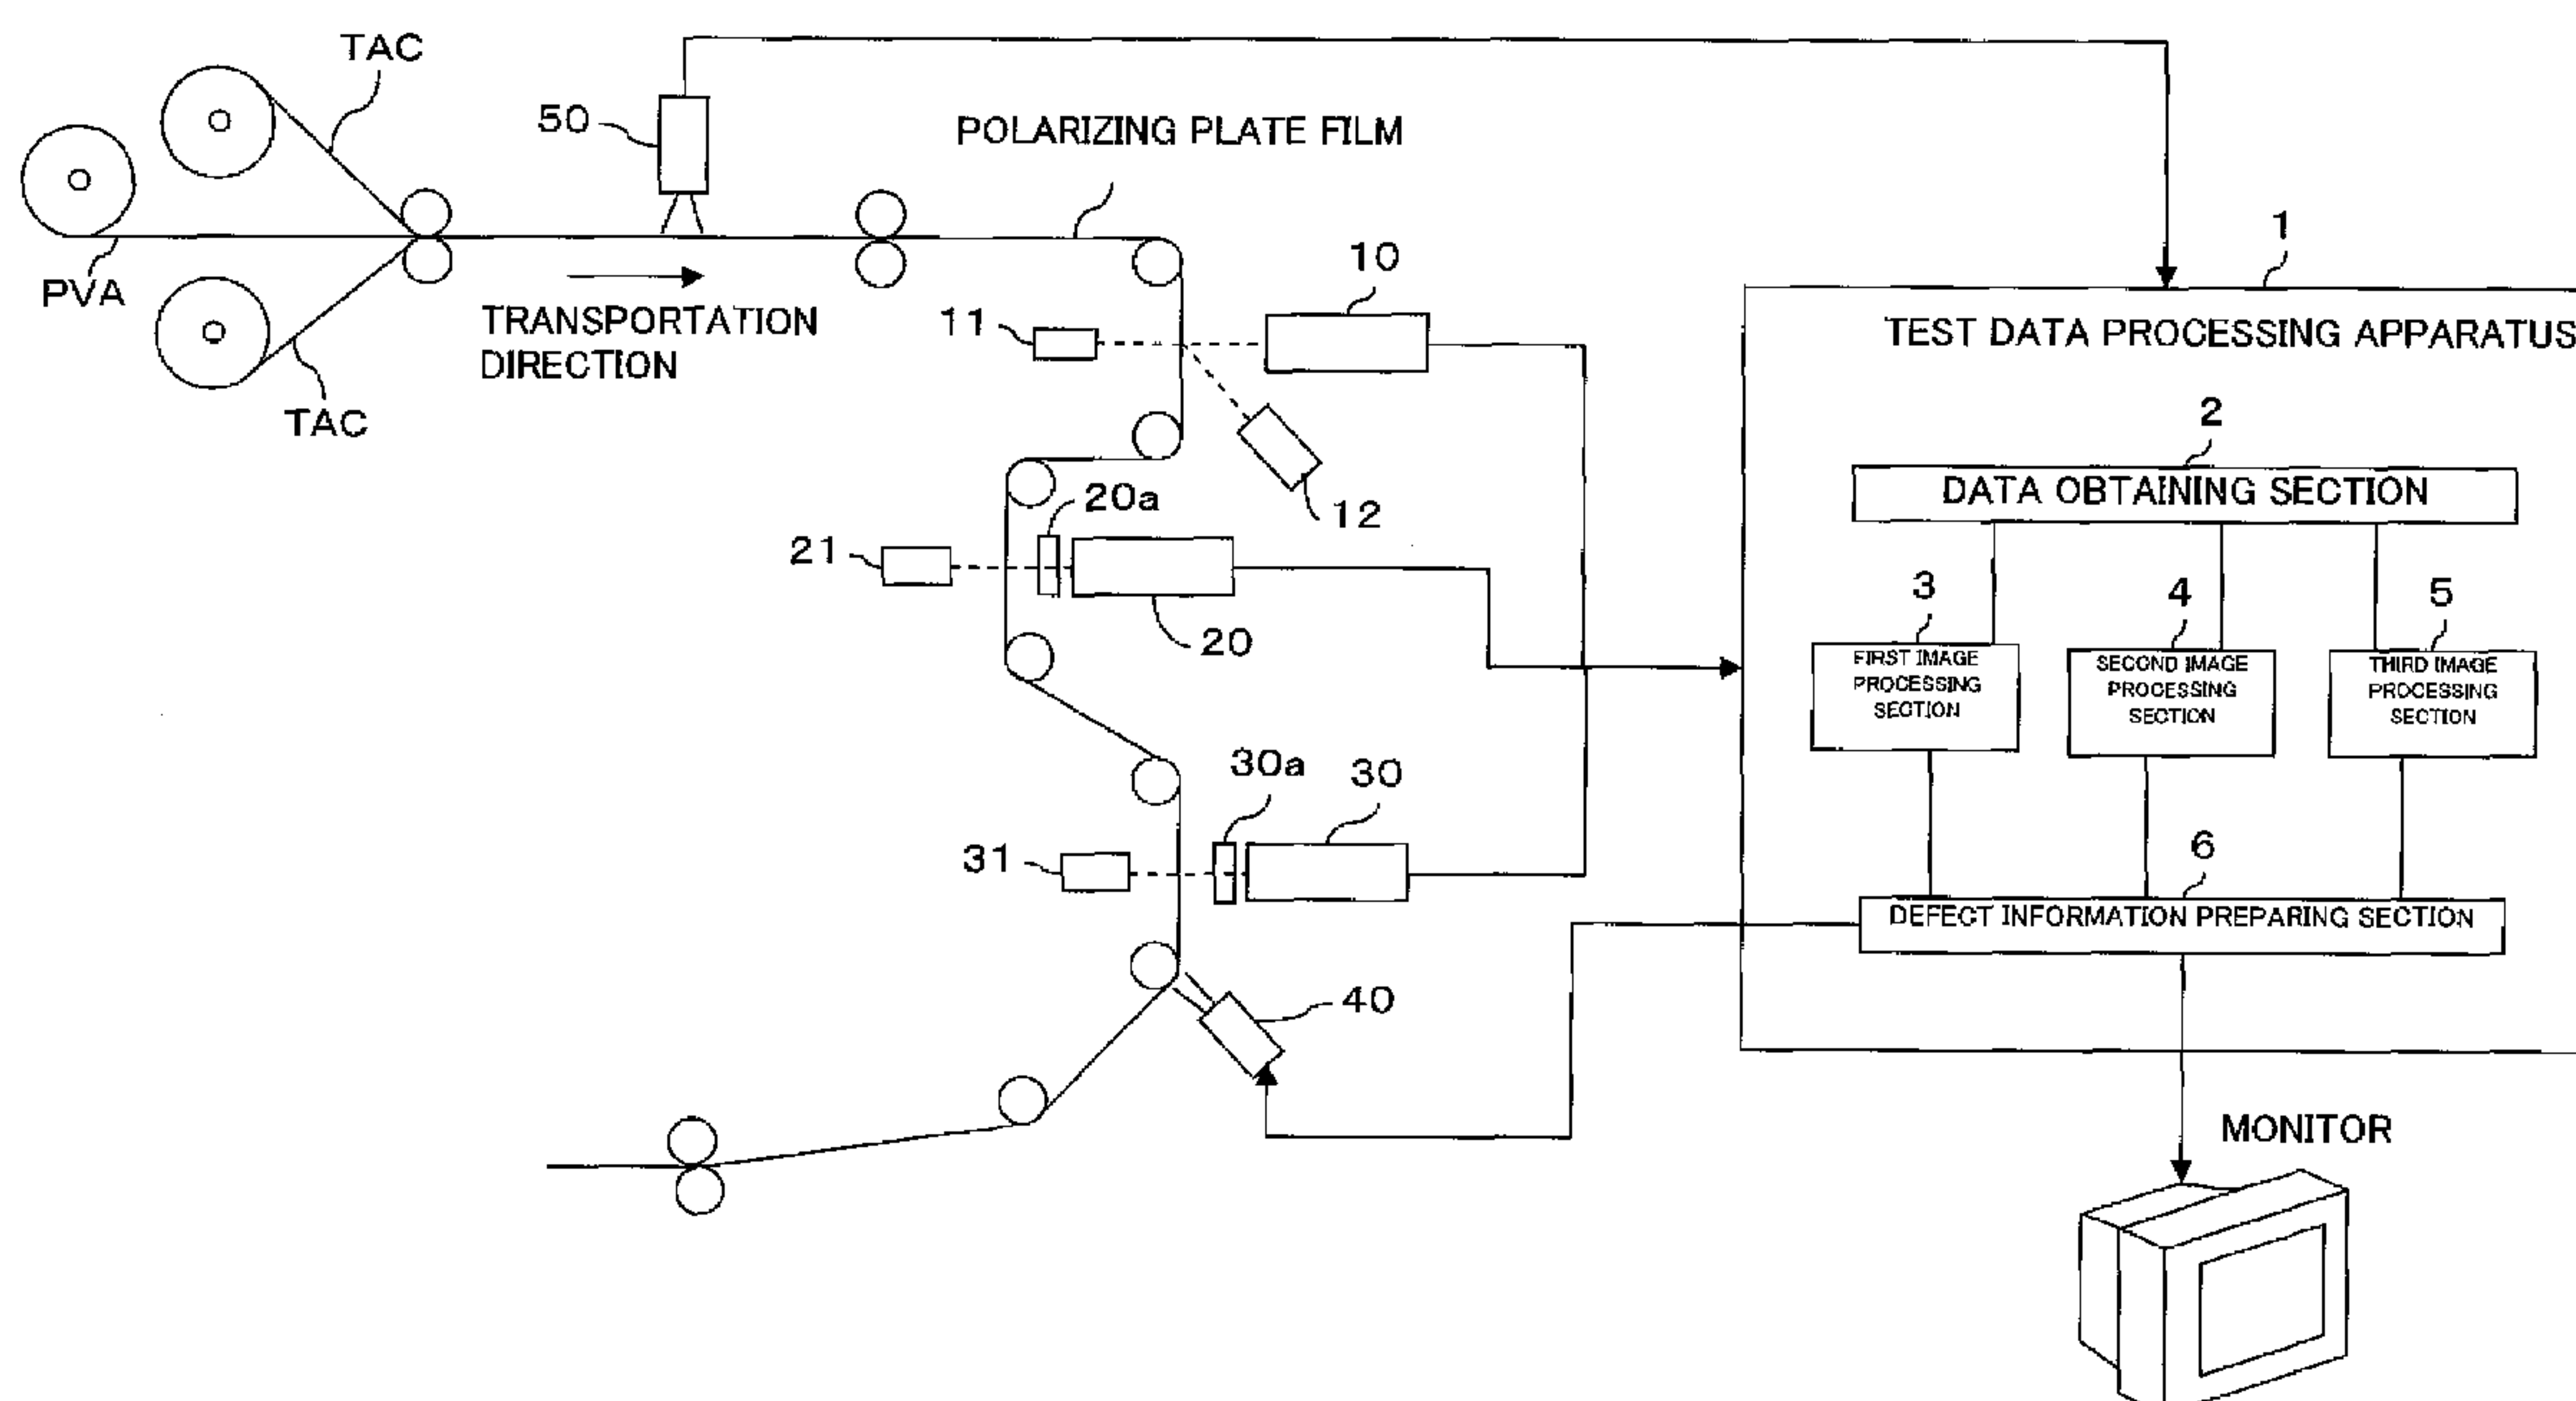 TAC
50
POLARIZING PLATE FILM
PVA
TRANSPORTATION
DIRECTION
TAC
11
10
12
1
TEST DATA PROCESSING APPARATUS
2
DATA OBTAINING SECTION
20a
21
20
3
4
5
FIRST IMAGE
PROCESSING
SECTION
SECOND IMAGE
PROCESSING
SECTION
THIRD IMAGE
PROCESSING
SECTION
30a
30
31
6
DEFECT INFORMATION PREPARING SECTION
40
MONITOR